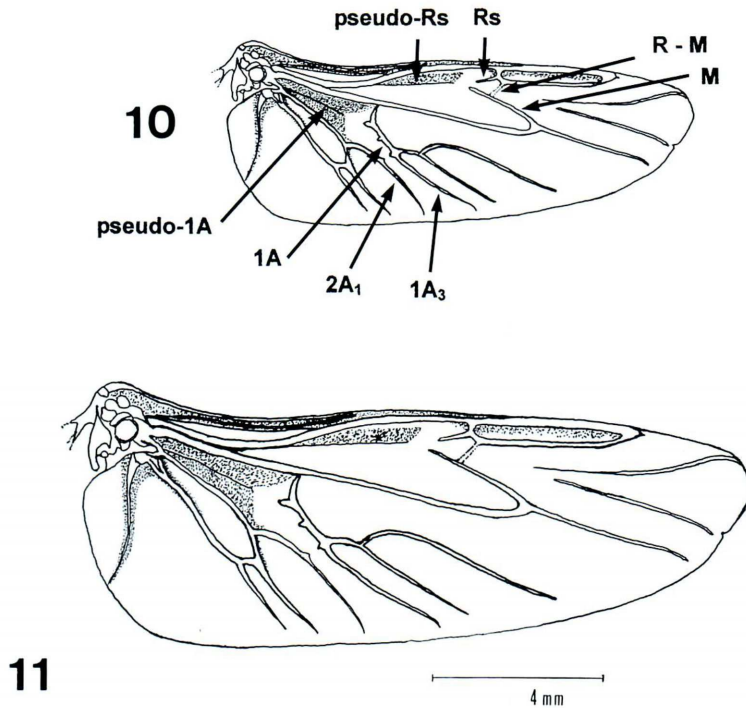 pseudo-Rs Rs
R - M
M
10
pseudo-1A
1A
2A₁
1A₃
11
4 mm